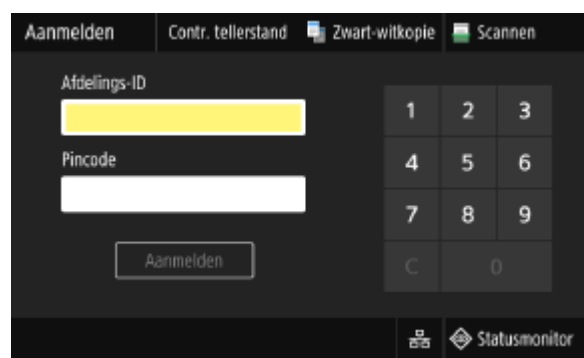 Aanmelden Contr. tellerstand Zwart-witkopie Scannen
Afdelings-ID
1 2 3
Pincode
4 5 6
7 8 9
Aanmelden
C 0
Statusmonitor